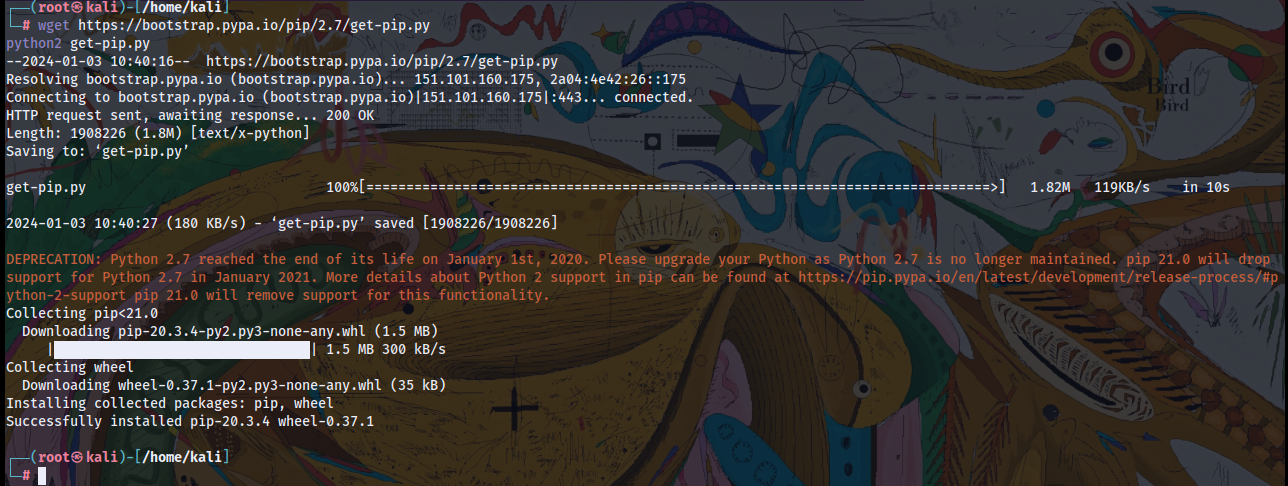 ┌──(root㉿kali)-[/home/kali]
└─# wget https://bootstrap.pypa.io/pip/2.7/get-pip.py
python2 get-pip.py
--2024-01-03 10:40:16--  https://bootstrap.pypa.io/pip/2.7/get-pip.py
Resolving bootstrap.pypa.io (bootstrap.pypa.io)... 151.101.160.175, 2a04:4e42:26::175
Connecting to bootstrap.pypa.io (bootstrap.pypa.io)|151.101.160.175|:443... connected.
HTTP request sent, awaiting response... 200 OK
Length: 1908226 (1.8M) [text/x-python]
Saving to: ‘get-pip.py’
get-pip.py 100%[==============================================================================>] 1.82M 119KB/s in 10s
2024-01-03 10:40:27 (180 KB/s) - ‘get-pip.py’ saved [1908226/1908226]
DEPRECATION: Python 2.7 reached the end of its life on January 1st, 2020. Please upgrade your Python as Python 2.7 is no longer maintained. pip 21.0 will drop
support for Python 2.7 in January 2021. More details about Python 2 support in pip can be found at https://pip.pypa.io/en/latest/development/release-process/#p
ython-2-support pip 21.0 will remove support for this functionality.
Collecting pip<21.0
  Downloading pip-20.3.4-py2.py3-none-any.whl (1.5 MB)
| | 1.5 MB 300 kB/s
Collecting wheel
  Downloading wheel-0.37.1-py2.py3-none-any.whl (35 kB)
Installing collected packages: pip, wheel
Successfully installed pip-20.3.4 wheel-0.37.1
┌──(root㉿kali)-[/home/kali]
└─#
Bird
Bird